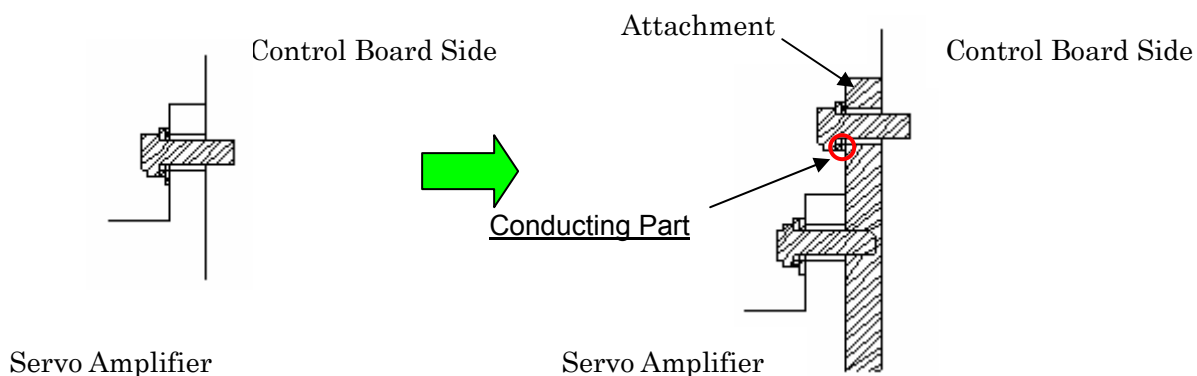 Attachment
Control Board Side
Control Board Side
Conducting Part
Servo Amplifier
Servo Amplifier